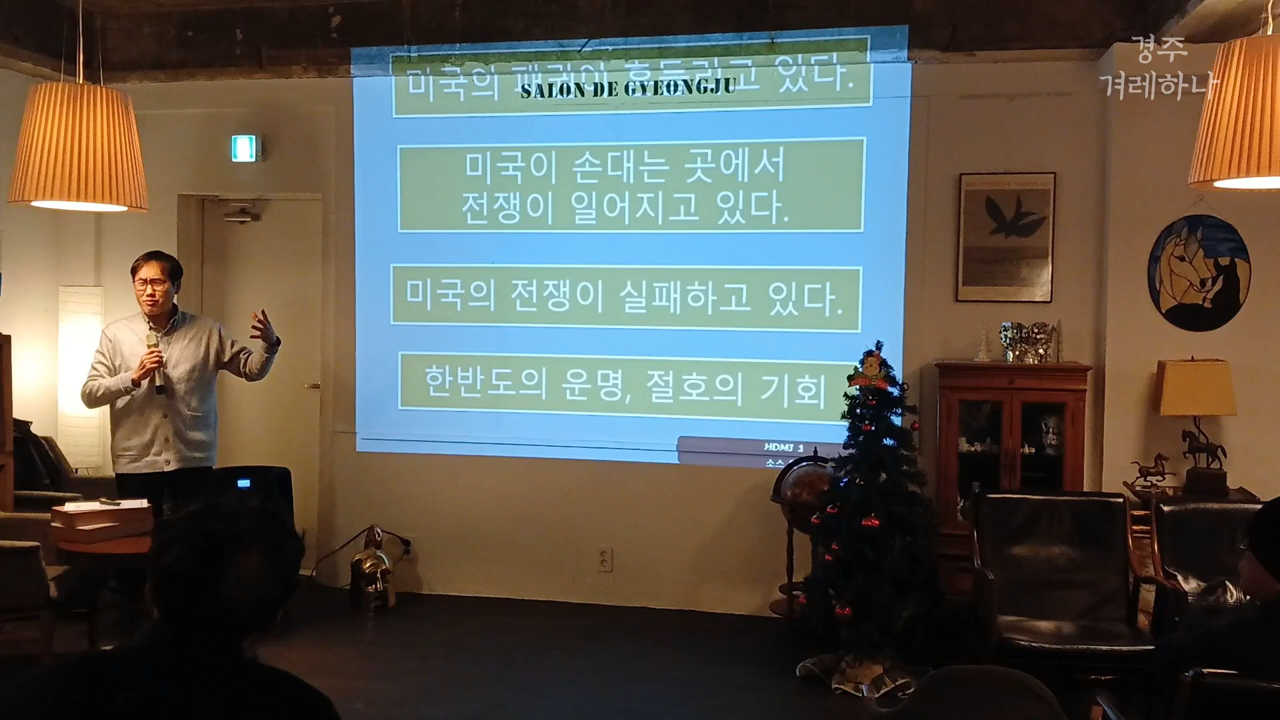 경주
겨레하나
미국의 패권이 흔들리고 있다.
SALON DE GYEONGJU
미국이 손대는 곳에서
전쟁이 일어지고 있다.
미국의 전쟁이 실패하고 있다.
한반도의 운명, 절호의 기회
HDMI 1